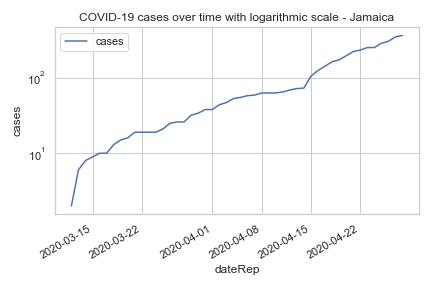 COVID-19 cases over time with logarithmic scale - Jamaica
cases
10²
10¹
cases
2020-03-15
2020-03-22
2020-04-01
2020-04-08
2020-04-15
2020-04-22
dateRep